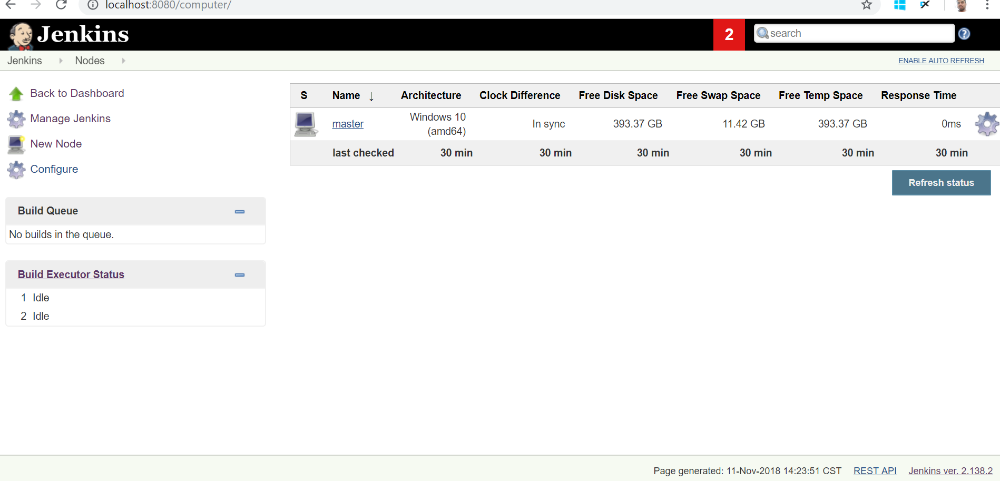 localhost:8080/computer/
Jenkins
2
search
Jenkins Nodes
ENABLE AUTO REFRESH
Back to Dashboard
Manage Jenkins
New Node
Configure
Build Queue
No builds in the queue.
Build Executor Status
1 Idle
2 Idle
S Name ↓ Architecture Clock Difference Free Disk Space Free Swap Space Free Temp Space Response Time
master Windows 10 (amd64) In sync 393.37 GB 11.42 GB 393.37 GB 0ms
last checked 30 min 30 min 30 min 30 min 30 min 30 min
Refresh status
Page generated: 11-Nov-2018 14:23:51 CST REST API Jenkins ver. 2.138.2